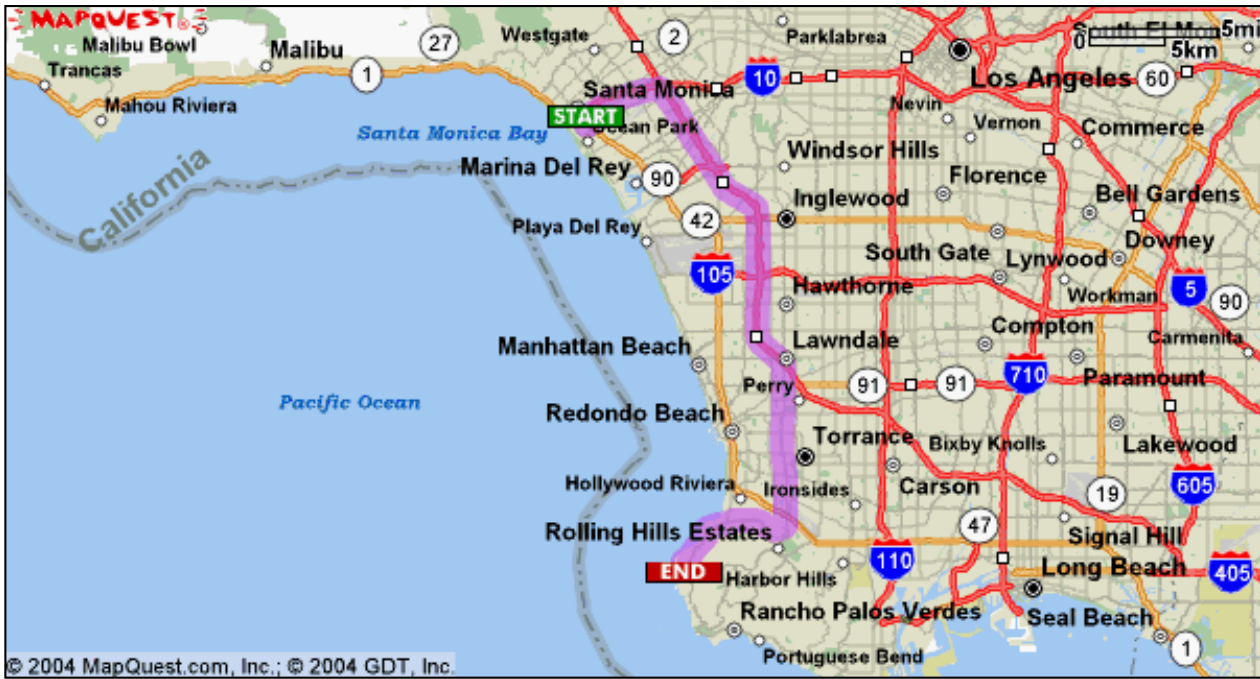 MAPQUEST®
Malibu Bowl
Malibu
27
Westgate
2
Parklabrea
South El Mon
5mi
0
5km
Trancas
1
10
Los Angeles
60
Mahou Riviera
Santa Monica
START
Ocean Park
Nevin
Vernon
Commerce
Santa Monica Bay
California
Marina Del Rey
90
Windsor Hills
Florence
Bell Gardens
Inglewood
42
Playa Del Rey
South Gate
Lynwood
Downey
105
Hawthorne
Workman
5
90
Manhattan Beach
Lawndale
Compton
Carmenita
Perry
91
91
710
Paramount
Pacific Ocean
Redondo Beach
Torrance
Bixby Knolls
Lakewood
Hollywood Riviera
Ironsides
Carson
19
605
Rolling Hills Estates
47
Signal Hill
END
Harbor Hills
110
Long Beach
405
Rancho Palos Verdes
Seal Beach
1
Portuguese Bend
© 2004 MapQuest.com, Inc.; © 2004 GDT, Inc.